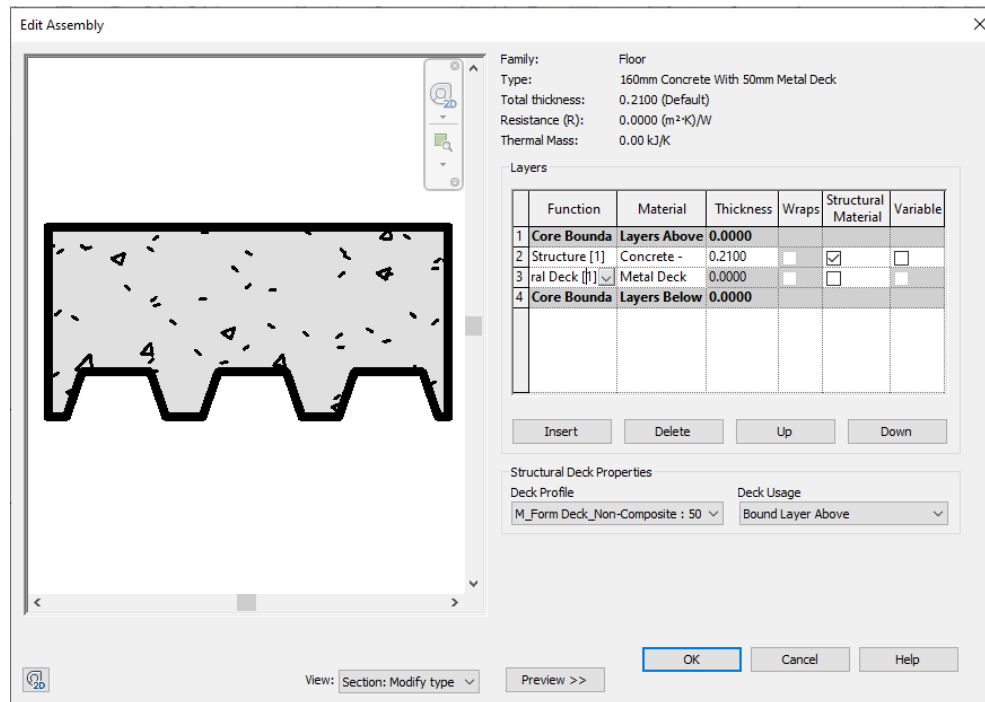 Edit Assembly
Family: Floor
Type: 160mm Concrete With 50mm Metal Deck
Total thickness: 0.2100 (Default)
Resistance (R): 0.0000 (m²·K)/W
Thermal Mass: 0.00 kJ/K
Layers
Function Material Thickness Wraps Structural Material Variable
1 Core Bounda Layers Above 0.0000
2 Structure [1] Concrete - 0.2100
3 ral Deck [1] Metal Deck 0.0000
4 Core Bounda Layers Below 0.0000
Insert Delete Up Down
Structural Deck Properties
Deck Profile Deck Usage
M_Form Deck_Non-Composite : 50 Bound Layer Above
OK Cancel Help
2D View: Section: Modify type Preview >>
2D